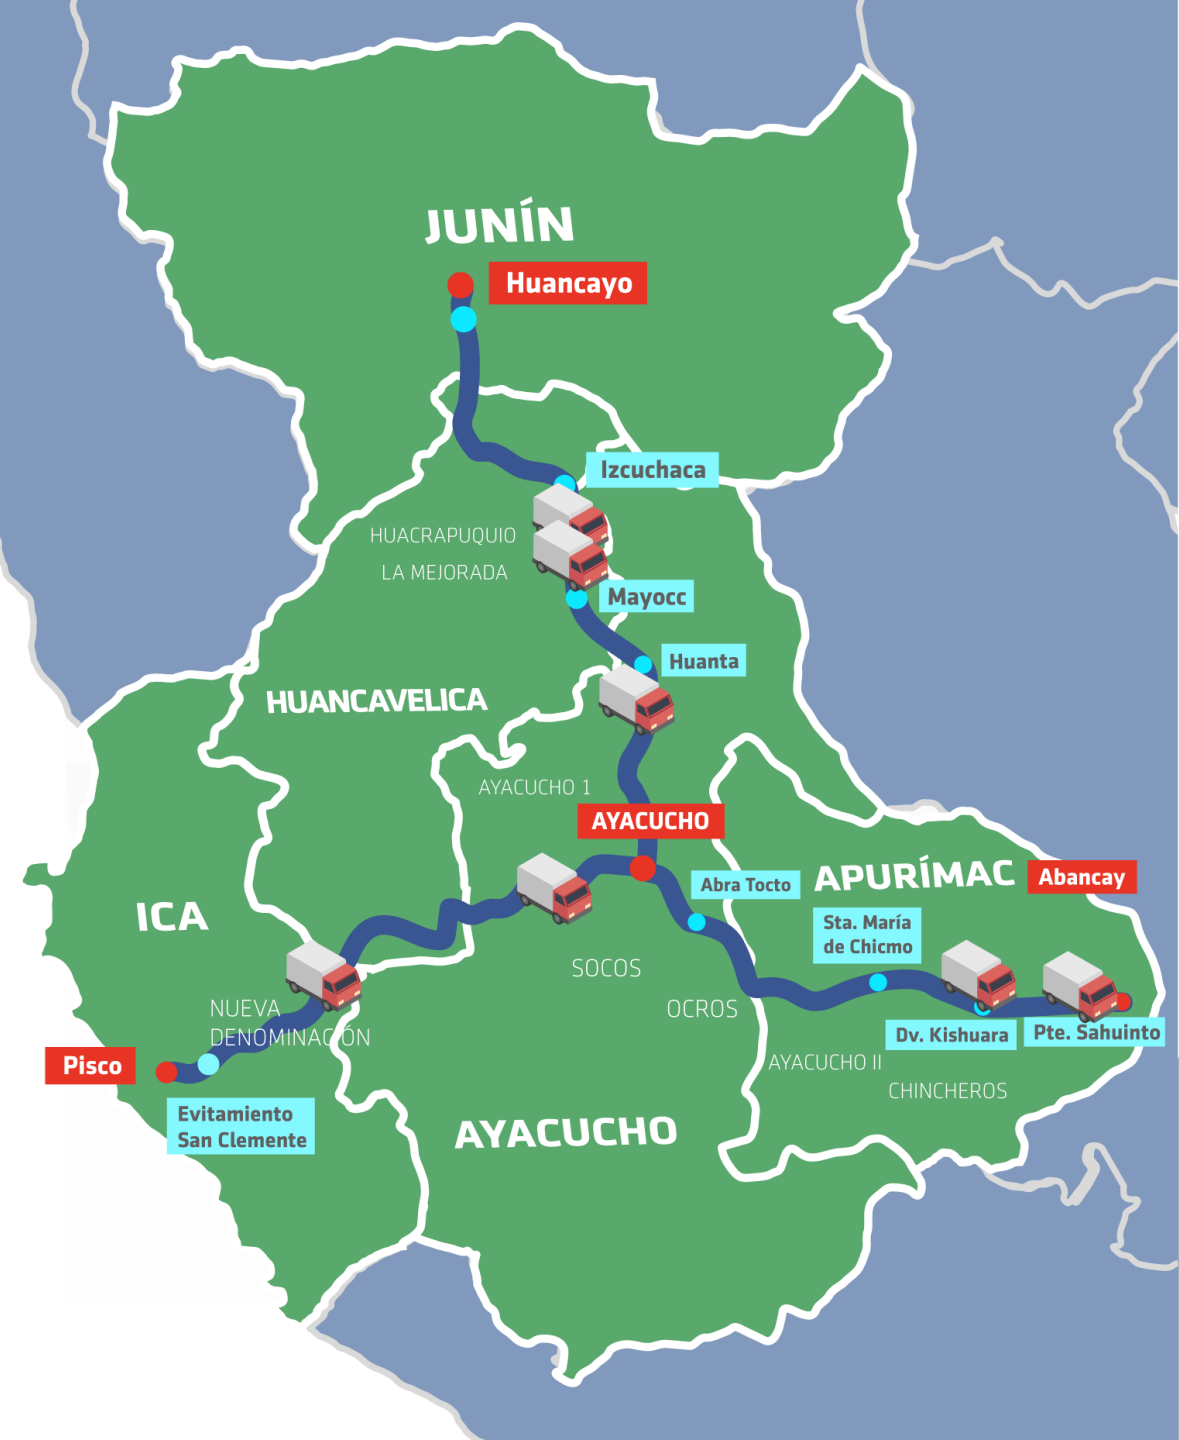 JUNÍN
Huancayo
Izcuchaca
HUACRAPUQUIO
LA MEJORADA
Mayocc
Huanta
HUANCAVELICA
AYACUCHO 1
AYACUCHO
APURÍMAC
Abancay
Abra Tocto
ICA
Sta. María
de Chicmo
SOCOS
OCROS
NUEVA
DENOMINACIÓN
Dv. Kishuara
Pte. Sahuinto
Pisco
AYACUCHO II
CHINCHEROS
Evitamiento
San Clemente
AYACUCHO